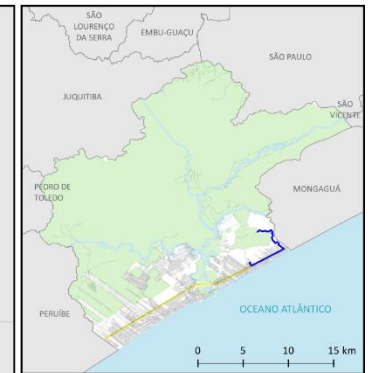 SÃO
LOURENÇO
DA SERRA
EMBU-GUAÇU
SÃO PAULO
JUQUITIBA
SÃO
VICENTE
PEDRO DE
TOLEDO
MONGAGUÁ
PERUÍBE
OCEANO ATLÂNTICO
0 5 10 15 km